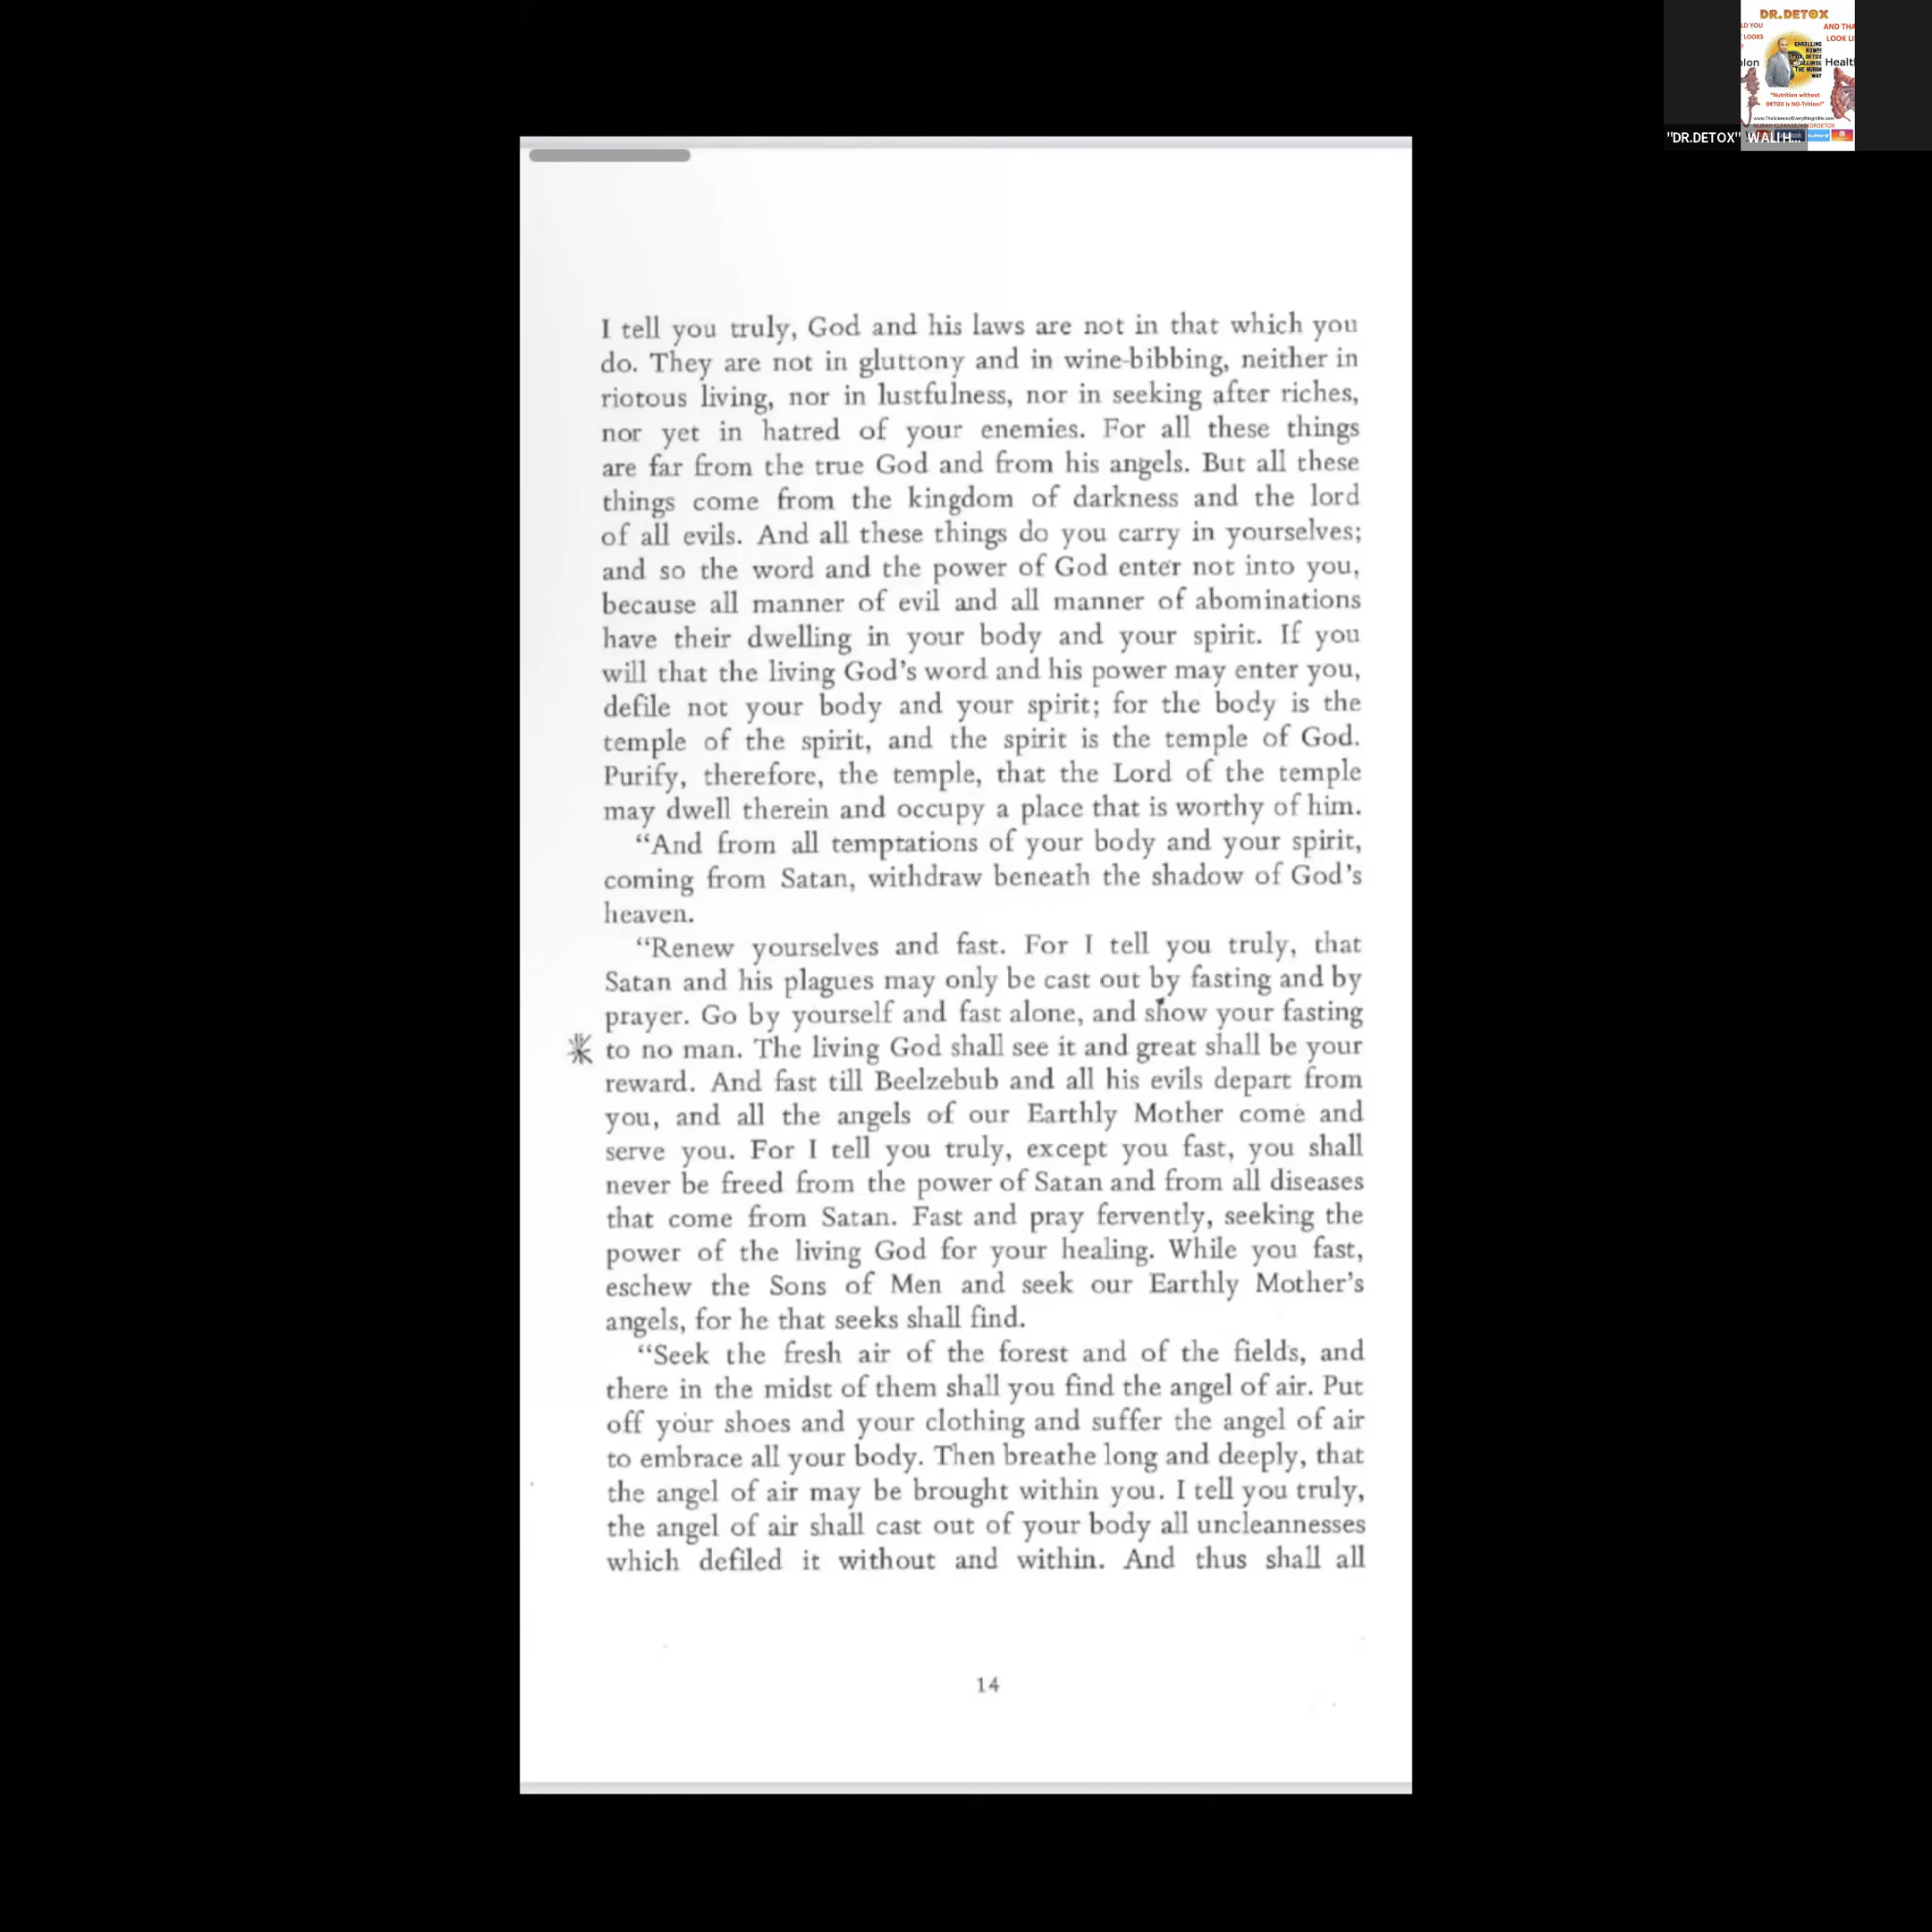 DR.DETOX
LD YOU
AND THA
LOOKS
LOOK LI
ENROLLING
THE NURAH
WAY
lon
Healt
"Nutrition without
DETOX is NO-Trition!"
"DR.DETOX" WALI H...
I tell you truly, God and his laws are not in that which you
do. They are not in gluttony and in wine-bibbing, neither in
riotous living, nor in lustfulness, nor in seeking after riches,
nor yet in hatred of your enemies. For all these things
are far from the true God and from his angels. But all these
things come from the kingdom of darkness and the lord
of all evils. And all these things do you carry in yourselves;
and so the word and the power of God enter not into you,
because all manner of evil and all manner of abominations
have their dwelling in your body and your spirit. If you
will that the living God's word and his power may enter you,
defile not your body and your spirit; for the body is the
temple of the spirit, and the spirit is the temple of God.
Purify, therefore, the temple, that the Lord of the temple
may dwell therein and occupy a place that is worthy of him.
"And from all temptations of your body and your spirit,
coming from Satan, withdraw beneath the shadow of God's
heaven.
"Renew yourselves and fast. For I tell you truly, that
Satan and his plagues may only be cast out by fasting and by
prayer. Go by yourself and fast alone, and show your fasting
to no man. The living God shall see it and great shall be your
reward. And fast till Beelzebub and all his evils depart from
you, and all the angels of our Earthly Mother come and
serve you. For I tell you truly, except you fast, you shall
never be freed from the power of Satan and from all diseases
that come from Satan. Fast and pray fervently, seeking the
power of the living God for your healing. While you fast,
eschew the Sons of Men and seek our Earthly Mother's
angels, for he that seeks shall find.
"Seek the fresh air of the forest and of the fields, and
there in the midst of them shall you find the angel of air. Put
off your shoes and your clothing and suffer the angel of air
to embrace all your body. Then breathe long and deeply, that
the angel of air may be brought within you. I tell you truly,
the angel of air shall cast out of your body all uncleannesses
which defiled it without and within. And thus shall all
14